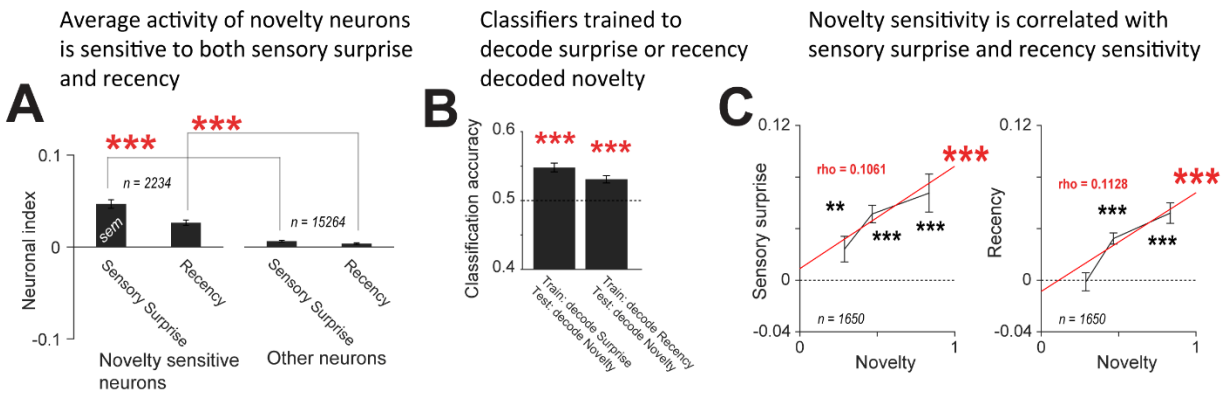 Average activity of novelty neurons
is sensitive to both sensory surprise
and recency
Classifiers trained to
decode surprise or recency
decoded novelty
Novelty sensitivity is correlated with
sensory surprise and recency sensitivity
A
***
***
0.1
0
-0.1
Neuronal index
n = 2234
n = 15264
sem
Sensory Surprise
Recency
Sensory Surprise
Recency
Novelty sensitive
neurons
Other neurons
B
0.6
0.5
0.4
Classification accuracy
***
***
Train: decode Surprise
Test: decode Novelty
Train: decode Recency
Test: decode Novelty
C
0.12
0
-0.04
Sensory surprise
rho = 0.1061
***
**
***
***
n = 1650
0
1
Novelty
0.12
0
-0.04
Recency
rho = 0.1128
***
***
***
n = 1650
0
1
Novelty